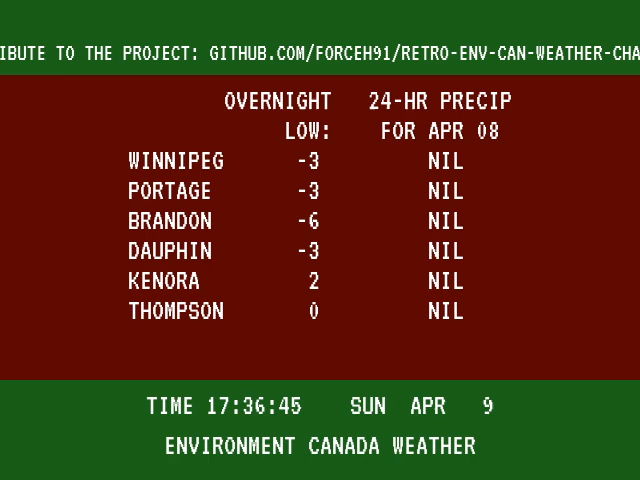 IBUTE TO THE PROJECT: GITHUB.COM/FORCEH91/RETRO-ENV-CAN-WEATHER-CHA
OVERNIGHT 24-HR PRECIP
LOW: FOR APR 08
WINNIPEG -3 NIL
PORTAGE -3 NIL
BRANDON -6 NIL
DAUPHIN -3 NIL
KENORA 2 NIL
THOMPSON 0 NIL
TIME 17:36:45 SUN APR 9
ENVIRONMENT CANADA WEATHER